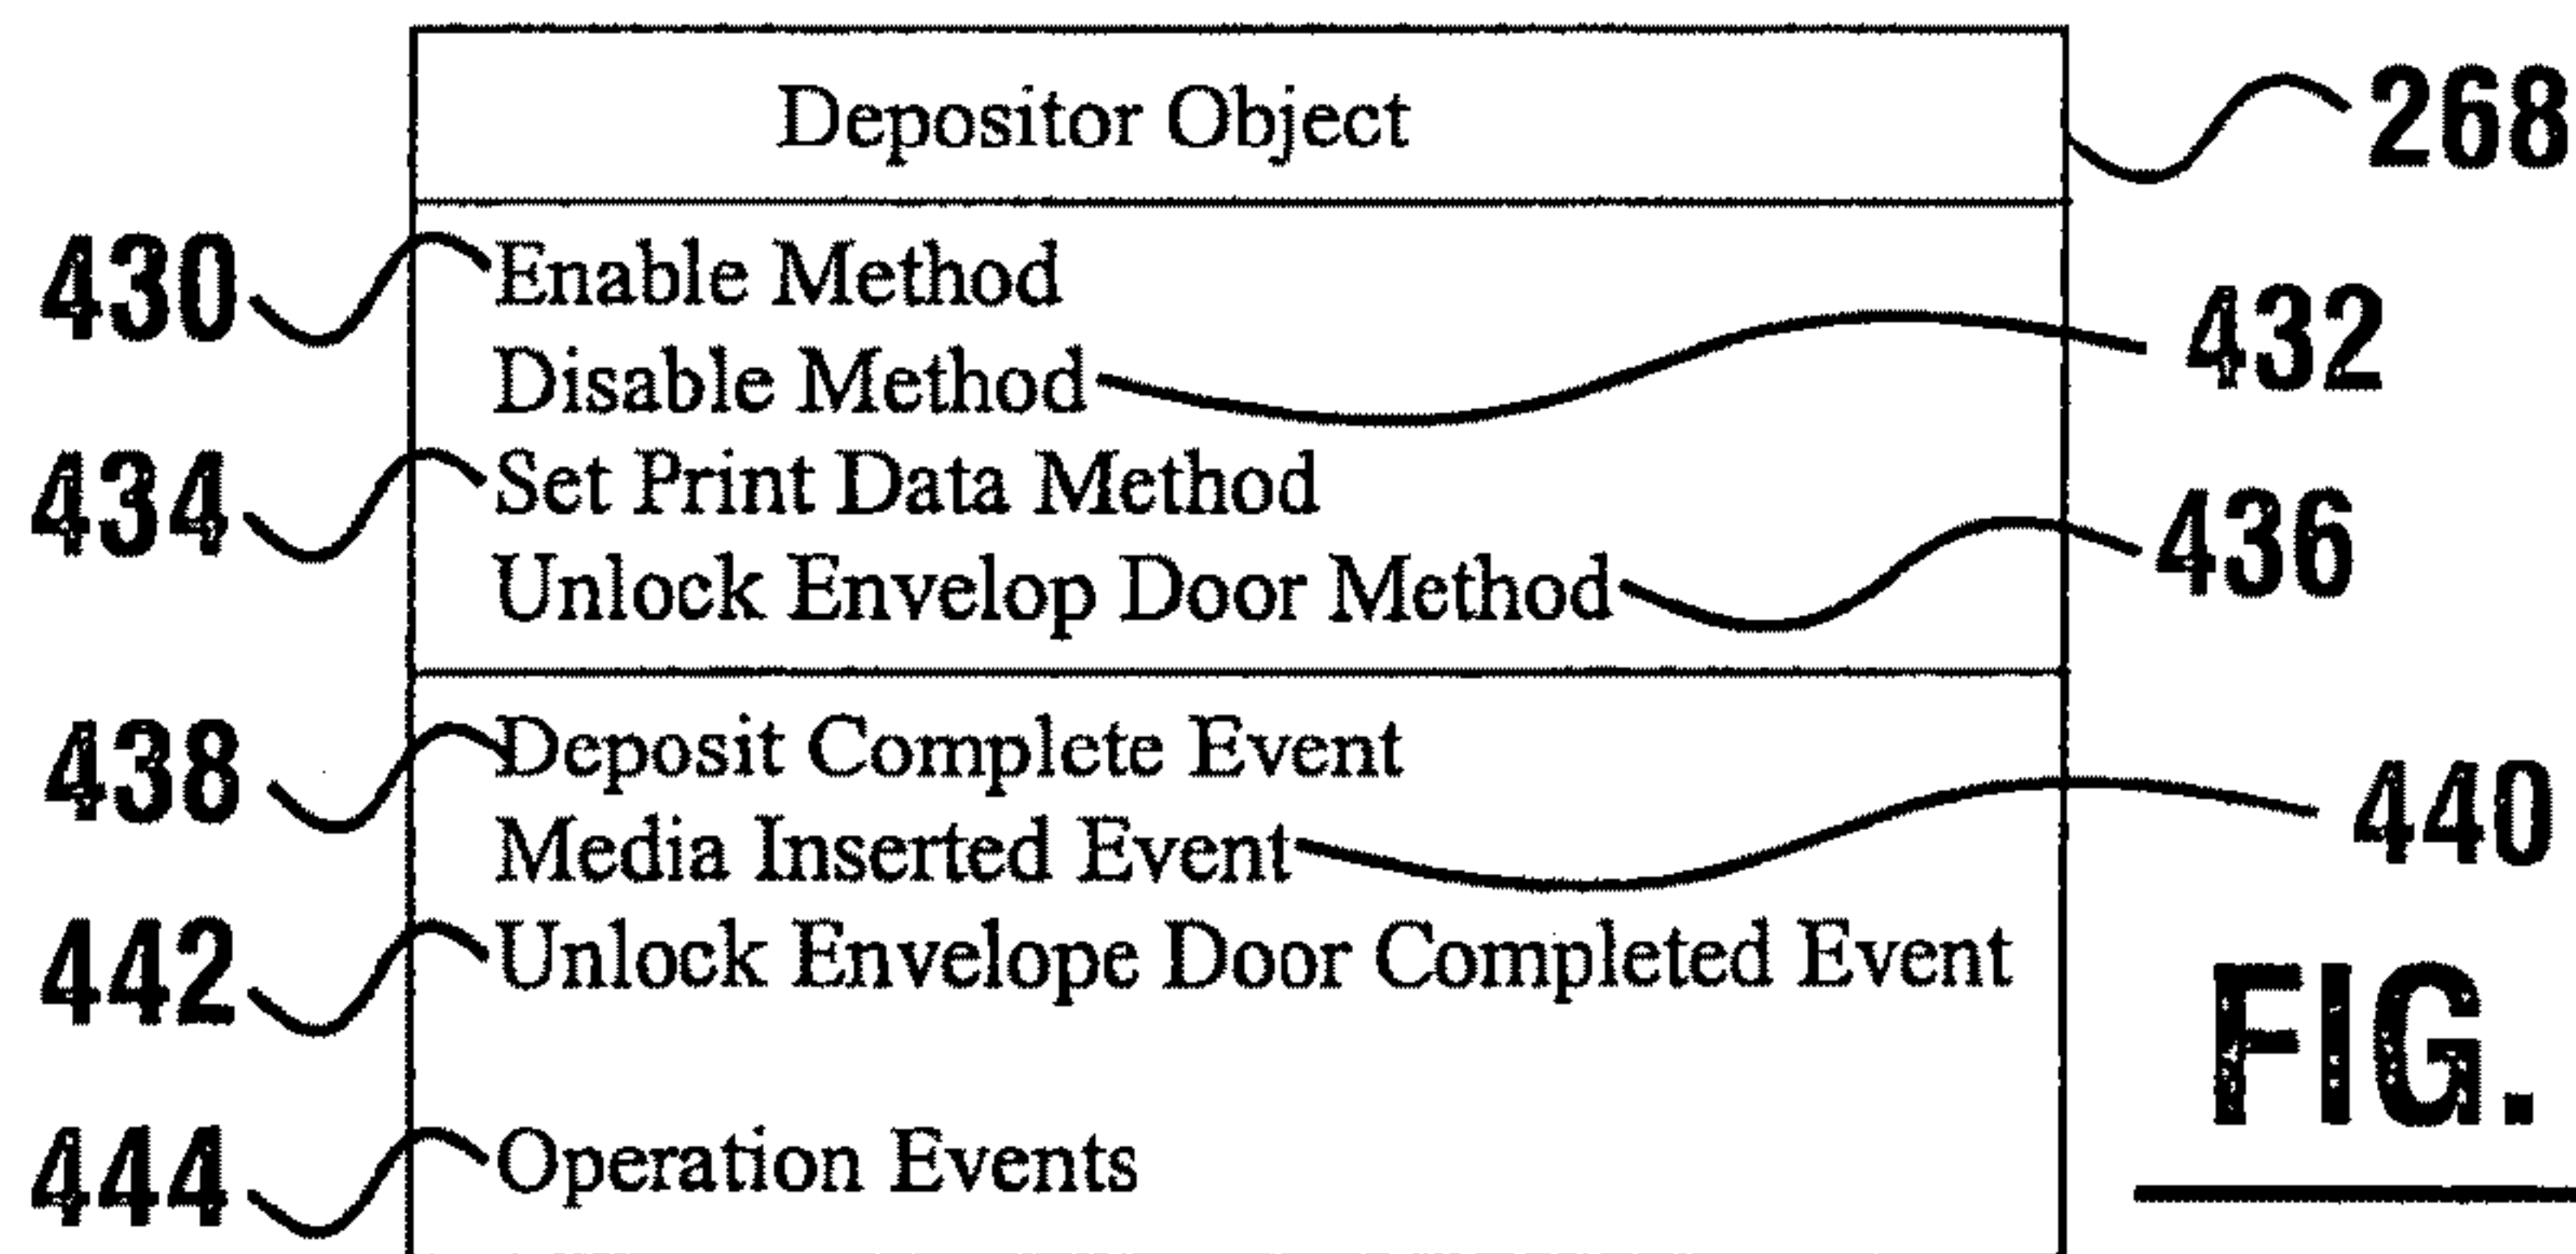 Depositor Object
268
430
Enable Method
432
Disable Method
434
Set Print Data Method
436
Unlock Envelop Door Method
438
Deposit Complete Event
440
Media Inserted Event
442
Unlock Envelope Door Completed Event
FIG.
444
Operation Events